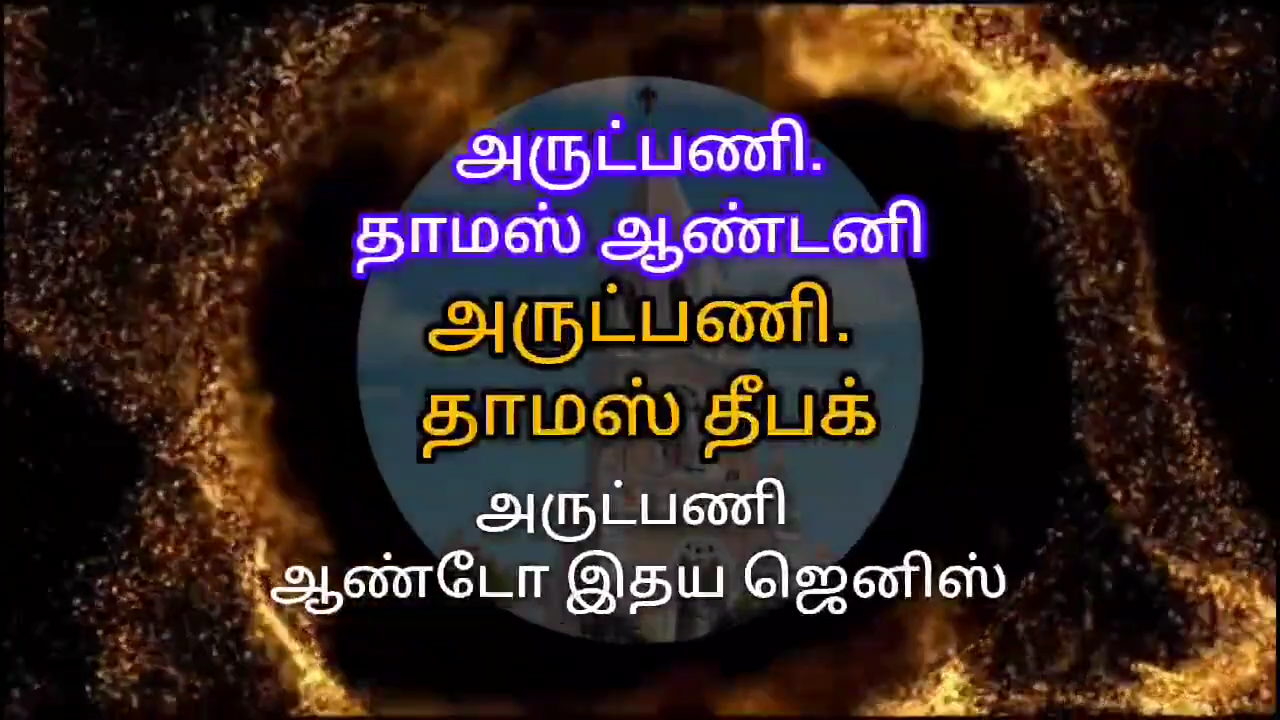 அருட்பணி.
தாமஸ் ஆண்டனி
அருட்பணி.
தாமஸ் தீபக்
அருட்பணி
ஆண்டோ இதய ஜெனிஸ்